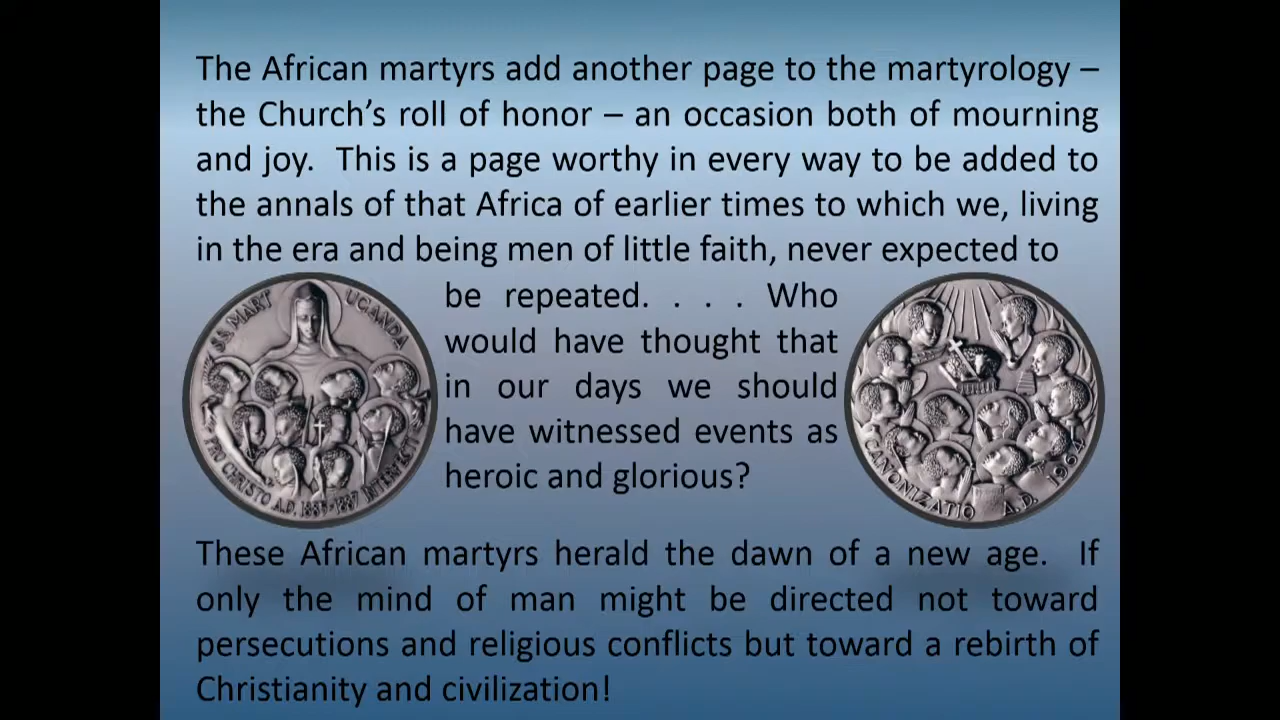 The African martyrs add another page to the martyrology –
the Church’s roll of honor – an occasion both of mourning
and joy.  This is a page worthy in every way to be added to
the annals of that Africa of earlier times to which we, living
in the era and being men of little faith, never expected to
be repeated. . . . Who
would have thought that
in our days we should
have witnessed events as
heroic and glorious?
SS. MART UGANDA
PRO CHRISTO A.D. 1885-1887
CANONIZATIO A.D. 1964
These African martyrs herald the dawn of a new age.  If
only the mind of man might be directed not toward
persecutions and religious conflicts but toward a rebirth of
Christianity and civilization!